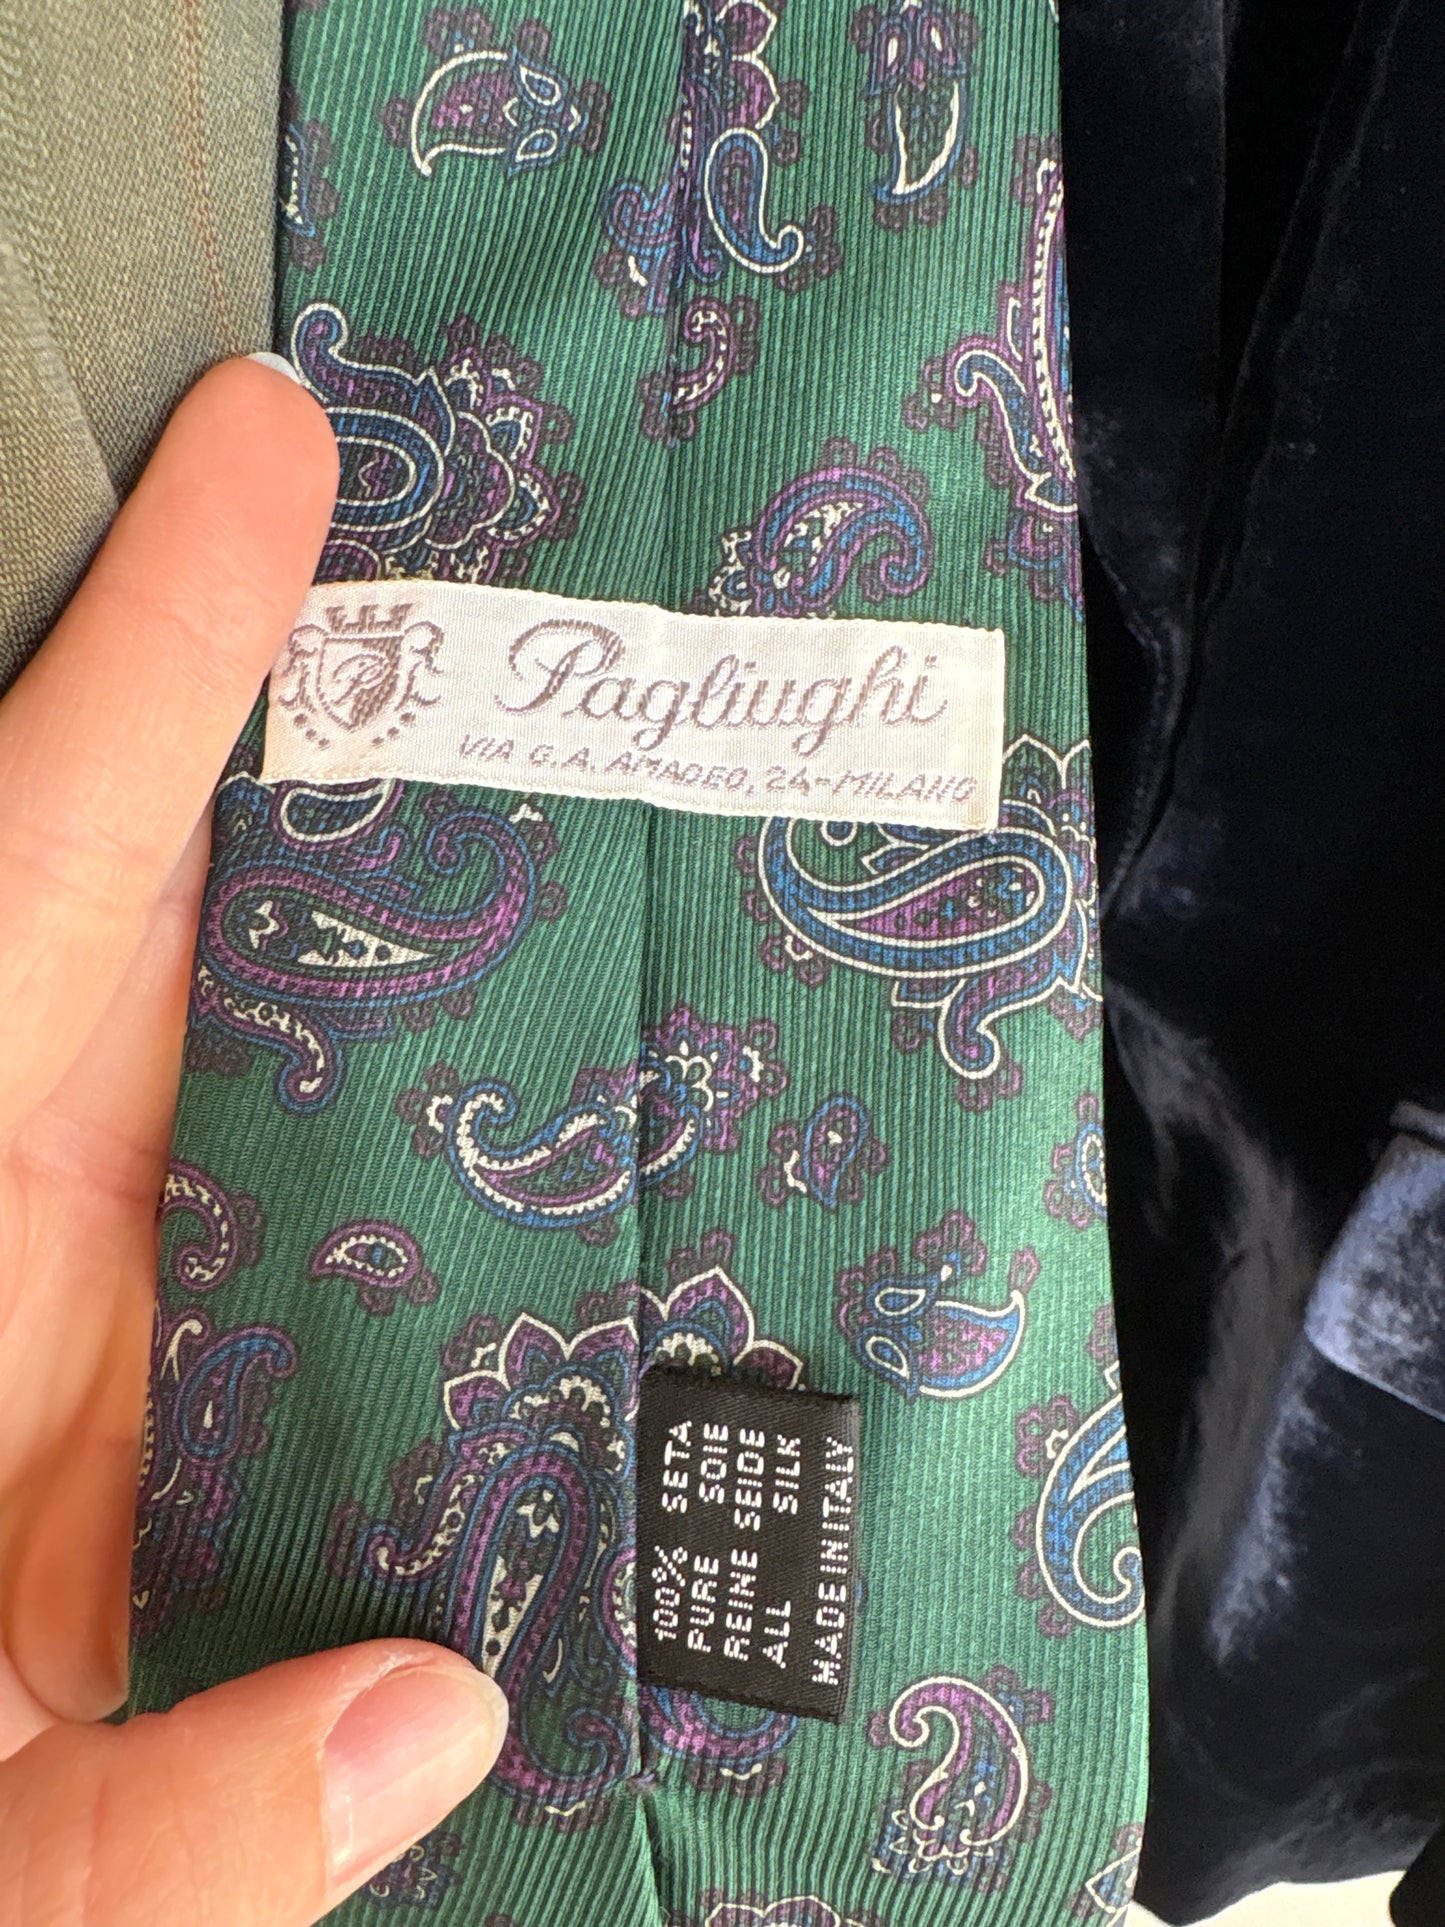 P
Pagliughi
VIA G.A. AMADEO, 24-MILANO
100% SETA
PURE SOIE
REINE SEIDE
ALL SILK
MADE IN ITALY